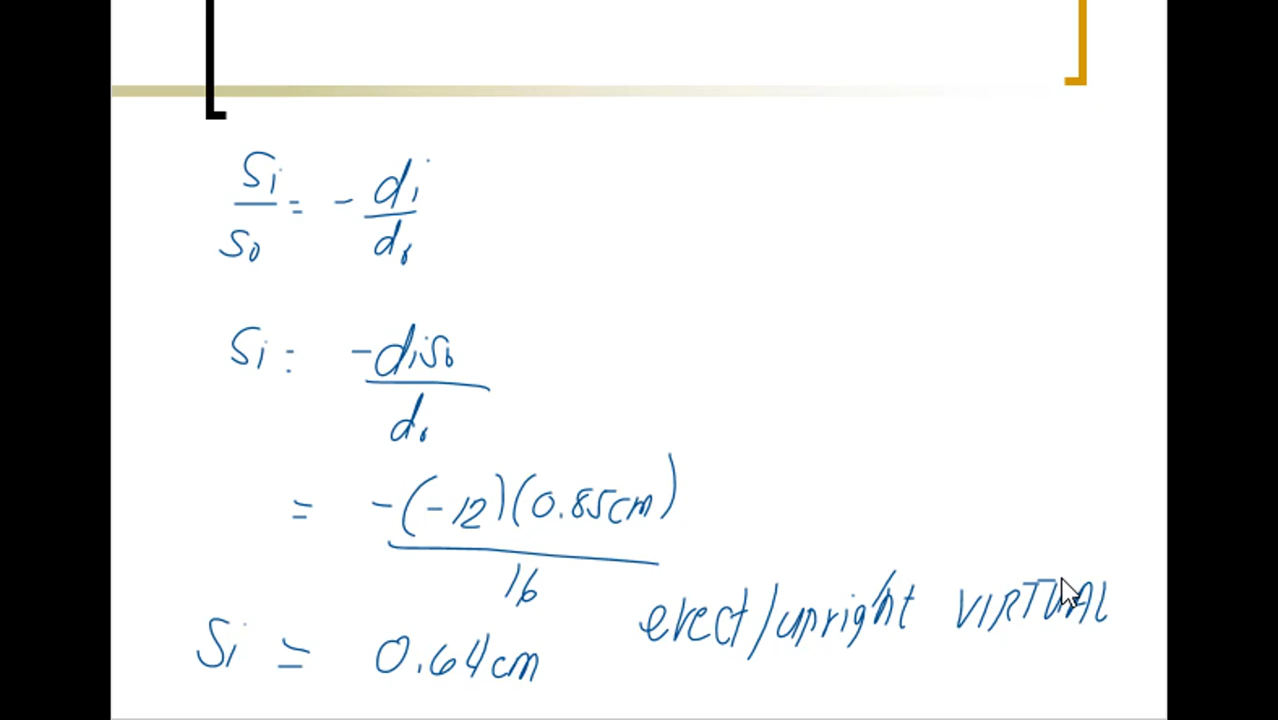 Si/So = - di/do
Si = -diso/do
= -(-12)(0.85cm)/16
Si = 0.64cm erect/upright VIRTUAL